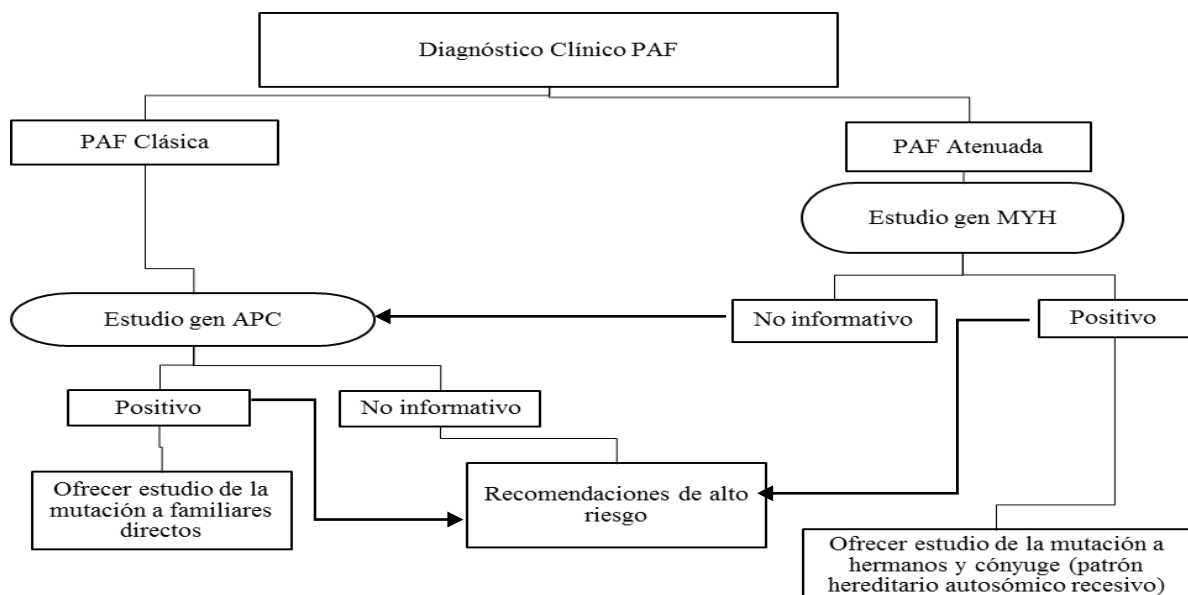 Diagnóstico Clínico PAF
PAF Clásica
PAF Atenuada
Estudio gen MYH
Estudio gen APC
No informativo
Positivo
Positivo
No informativo
Ofrecer estudio de la
mutación a familiares
directos
Recomendaciones de alto
riesgo
Ofrecer estudio de la mutación a
hermanos y cónyuge (patrón
hereditario autosómico recesivo)